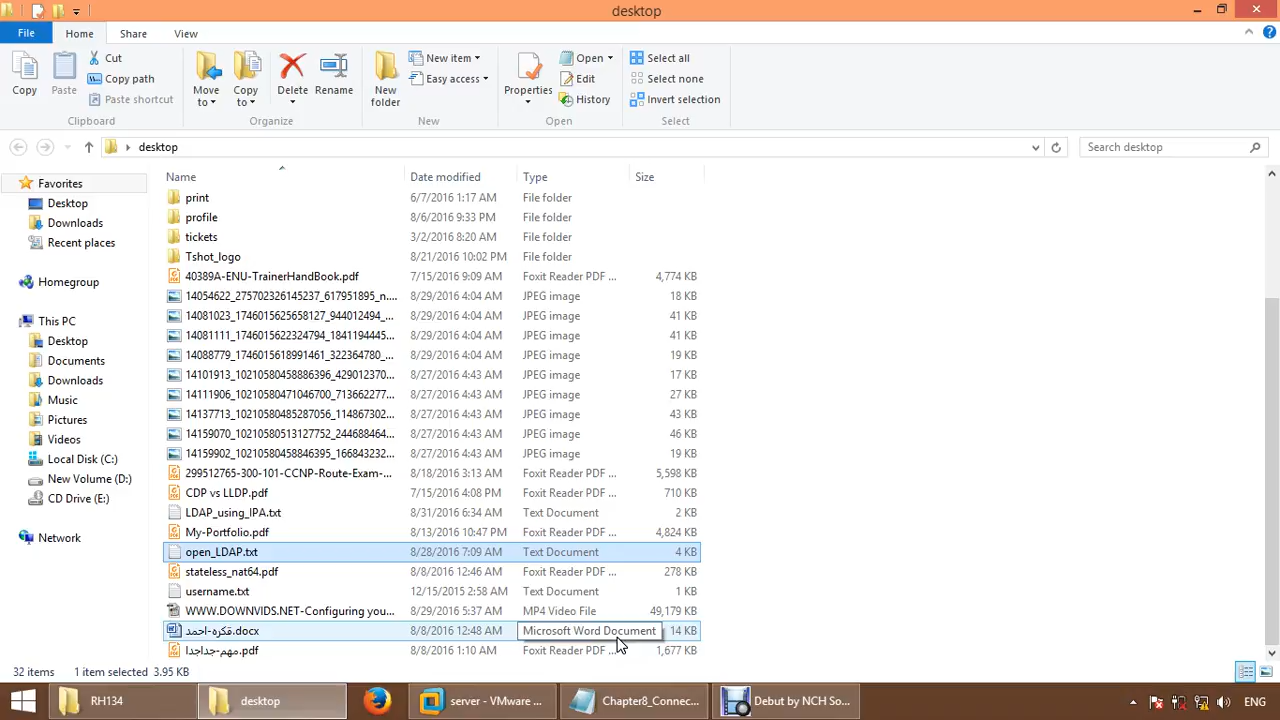 desktop
File
Home
Share
View
Copy
Paste
Cut
Copy path
Paste shortcut
Clipboard
Move to
Copy to
Delete
Rename
Organize
New folder
New item
Easy access
New
Properties
Open
Edit
History
Open
Select all
Select none
Invert selection
Select
desktop
Search desktop
Favorites
Desktop
Downloads
Recent places
Homegroup
This PC
Desktop
Documents
Downloads
Music
Pictures
Videos
Local Disk (C:)
New Volume (D:)
CD Drive (E:)
Network
Name Date modified Type Size
print 6/7/2016 1:17 AM File folder
profile 8/6/2016 9:33 PM File folder
tickets 3/2/2016 8:20 AM File folder
Tshot_logo 8/21/2016 10:02 PM File folder
40389A-ENU-TrainerHandBook.pdf 7/15/2016 9:09 AM Foxit Reader PDF ... 4,774 KB
14054622_275702326145237_617951895_n.... 8/29/2016 4:04 AM JPEG image 18 KB
14081023_1746015625658127_944012494_... 8/29/2016 4:04 AM JPEG image 41 KB
14081111_1746015622324794_1841194445... 8/29/2016 4:04 AM JPEG image 41 KB
14088779_1746015618991461_322364780_... 8/29/2016 4:04 AM JPEG image 19 KB
14101913_10210580458886396_429012370... 8/27/2016 4:43 AM JPEG image 17 KB
14111906_10210580471046700_713662277... 8/27/2016 4:43 AM JPEG image 27 KB
14137713_10210580485287056_114867302... 8/27/2016 4:43 AM JPEG image 43 KB
14159070_10210580513127752_244688464... 8/27/2016 4:43 AM JPEG image 46 KB
14159902_10210580458846395_166843232... 8/27/2016 4:43 AM JPEG image 19 KB
299512765-300-101-CCNP-Route-Exam-... 8/18/2016 3:13 AM Foxit Reader PDF ... 5,598 KB
CDP vs LLDP.pdf 7/15/2016 4:08 PM Foxit Reader PDF ... 710 KB
LDAP_using_IPA.txt 8/31/2016 6:34 AM Text Document 2 KB
My-Portfolio.pdf 8/13/2016 10:47 PM Foxit Reader PDF ... 4,824 KB
open_LDAP.txt 8/28/2016 7:09 AM Text Document 4 KB
stateless_nat64.pdf 8/8/2016 12:46 AM Foxit Reader PDF ... 278 KB
username.txt 12/15/2015 2:58 AM Text Document 1 KB
WWW.DOWNVIDS.NET-Configuring you... 8/29/2016 5:37 AM MP4 Video File 49,179 KB
فكره-احمد.docx 8/8/2016 12:48 AM Microsoft Word Document 14 KB
مهم-جداجدا.pdf 8/8/2016 1:10 AM Foxit Reader PDF ... 1,677 KB
32 items 1 item selected 3.95 KB
RH134
desktop
server - VMware ...
Chapter8_Connec...
Debut by NCH So...
ENG